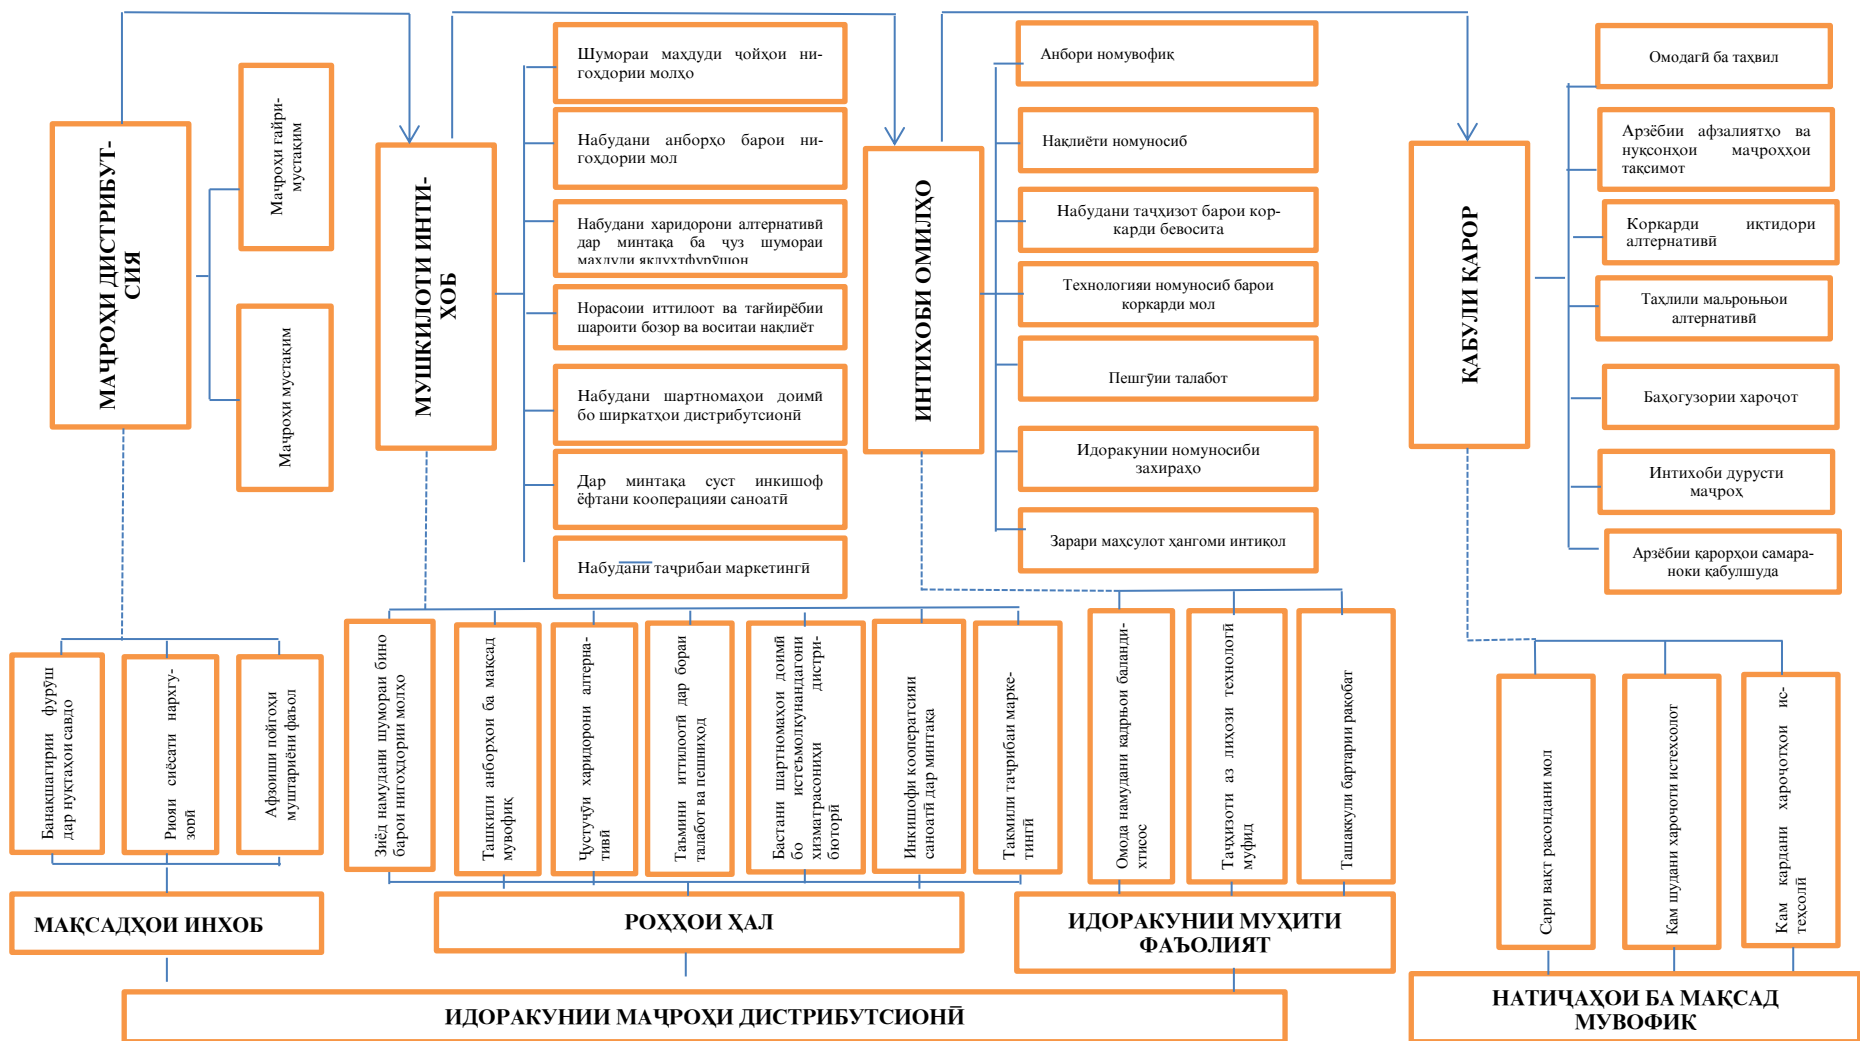 МАҶРОҲИ ДИСТРИБУТ-
СИЯ
Маҷроҳи ғайри-
мустақим
Маҷроҳи мустақим
МУШКИЛОТИ ИНТИ-
ХОБ
Шумораи маҳдуди ҷойҳои ни-
гоҳдории молҳо
Набудани анборҳо барои ни-
гоҳдории мол
Набудани харидорони алтернативӣ
дар минтақа ба ҷуз шумораи
маҳдуди яклухтфурӯшон
Норасоии иттилоот ва тағйирёбии
шароити бозор ва воситаи нақлиёт
Набудани шартномаҳои доимӣ
бо ширкатҳои дистрибутсионӣ
Дар минтақа суст инкишоф
ёфтани кооперацияи саноатӣ
Набудани таҷрибаи маркетингӣ
ИНТИХОБИ ОМИЛҲО
Анбори номувофиқ
Нақлиёти номуносиб
Набудани таҷҳизот барои кор-
карди бевосита
Технологияи номуносиб барои
коркарди мол
Пешгӯии талабот
Идоракунии номуносиби
захираҳо
Зарари маҳсулот ҳангоми интиқол
ҚАБУЛИ ҚАРОР
Омодагӣ ба таҳвил
Арзёбии афзалиятҳо ва
нуқсонҳои маҷроҳҳои
тақсимот
Коркарди иқтидори
алтернативӣ
Таҳлили маљроњњои
алтернативӣ
Баҳогузории хароҷот
Интихоби дурусти
маҷроҳ
Арзёбии қарорҳои самара-
ноки қабулшуда
Банақшагирии фурӯш
дар нуқтаҳои савдо
Риояи сиёсати нархгу-
зорӣ
Афзоиши пойгоҳи
муштариёни фаъол
Зиёд намудани шумораи бино
барои нигоҳдории молҳо
Ташкили анборҳои ба мақсад
мувофиқ
Ҷустуҷӯи харидорони алтерна-
тивӣ
Таъмини иттилоотӣ дар бораи
талабот ва пешниҳод
Бастани шартномаҳои доимӣ
бо истеъмолкунандагони
хизматрасониҳи дистри-
бюторӣ
Инкишофи кооператсияи
саноатӣ дар минтақа
Такмили таҷрибаи марке-
тингӣ
Омода намудани кадрњои баланди-
хтисос
Таҷҳизоти аз лиҳози технологӣ
муфид
Ташаккули бартарии рақобат
Сари вақт расондани мол
Кам шудани хароҷоти истеҳсолот
Кам кардани хароҷотҳои ис-
теҳсолӣ
МАҚСАДҲОИ ИНХОБ
РОҲҲОИ ҲАЛ
ИДОРАКУНИИ МУҲИТИ
ФАЪОЛИЯТ
ИДОРАКУНИИ МАҶРОҲИ ДИСТРИБУТСИОНӢ
НАТИҶАҲОИ БА МАҚСАД
МУВОФИҚ